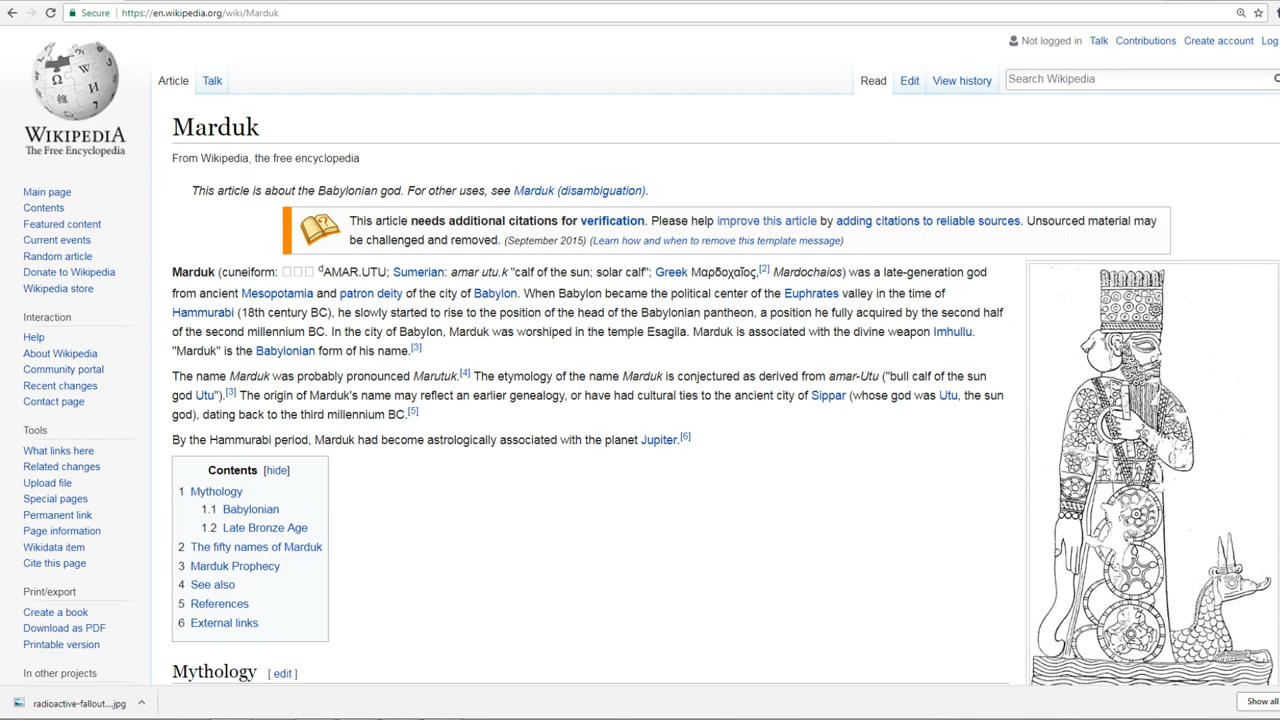 Secure https://en.wikipedia.org/wiki/Marduk
Not logged in Talk Contributions Create account Log
WIKIPEDIA
The Free Encyclopedia
Article Talk Read Edit View history Search Wikipedia
Marduk
From Wikipedia, the free encyclopedia
This article is about the Babylonian god. For other uses, see Marduk (disambiguation).
This article needs additional citations for verification. Please help improve this article by adding citations to reliable sources. Unsourced material may
be challenged and removed. (September 2015) (Learn how and when to remove this template message)
Marduk (cuneiform: □□□ dAMAR.UTU; Sumerian: amar utu.k "calf of the sun; solar calf"; Greek Μαρδοχαῖος,[2] Mardochaios) was a late-generation god
from ancient Mesopotamia and patron deity of the city of Babylon. When Babylon became the political center of the Euphrates valley in the time of
Hammurabi (18th century BC), he slowly started to rise to the position of the head of the Babylonian pantheon, a position he fully acquired by the second half
of the second millennium BC. In the city of Babylon, Marduk was worshiped in the temple Esagila. Marduk is associated with the divine weapon Imhullu.
"Marduk" is the Babylonian form of his name.[3]
The name Marduk was probably pronounced Marutuk.[4] The etymology of the name Marduk is conjectured as derived from amar-Utu ("bull calf of the sun
god Utu").[3] The origin of Marduk's name may reflect an earlier genealogy, or have had cultural ties to the ancient city of Sippar (whose god was Utu, the sun
god), dating back to the third millennium BC.[5]
By the Hammurabi period, Marduk had become astrologically associated with the planet Jupiter.[6]
Contents [hide]
1 Mythology
1.1 Babylonian
1.2 Late Bronze Age
2 The fifty names of Marduk
3 Marduk Prophecy
4 See also
5 References
6 External links
Mythology [ edit ]
Main page
Contents
Featured content
Current events
Random article
Donate to Wikipedia
Wikipedia store
Interaction
Help
About Wikipedia
Community portal
Recent changes
Contact page
Tools
What links here
Related changes
Upload file
Special pages
Permanent link
Page information
Wikidata item
Cite this page
Print/export
Create a book
Download as PDF
Printable version
In other projects
radioactive-fallout....jpg
Show all